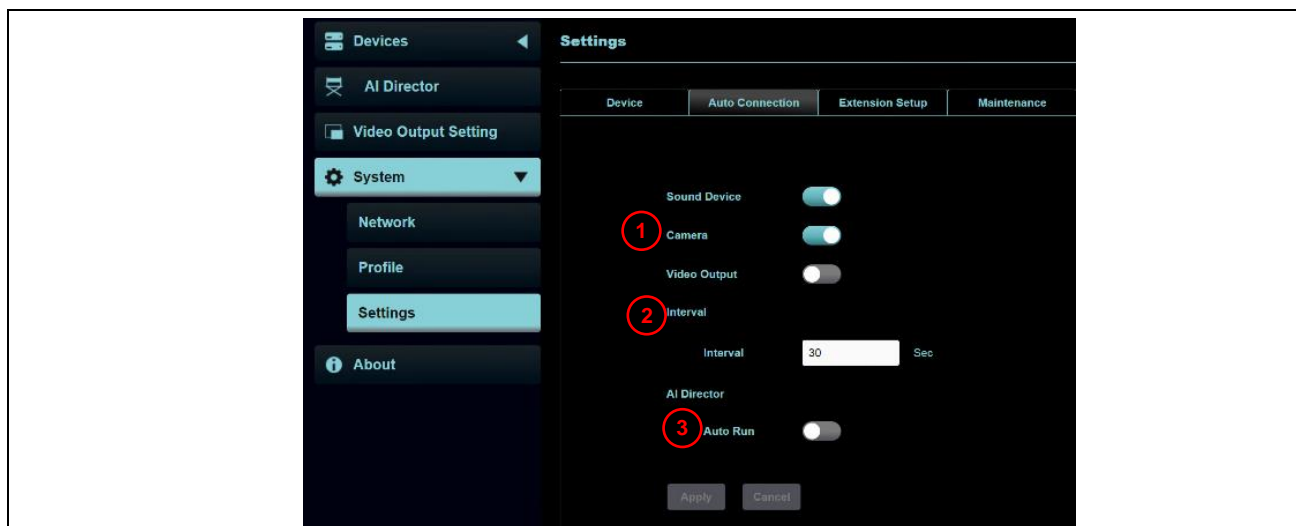 Devices
AI Director
Video Output Setting
System
Network
Profile
Settings
About
Settings
Device Auto Connection Extension Setup Maintenance
Sound Device
1 Camera
Video Output
2 Interval
Interval 30 Sec
AI Director
3 Auto Run
Apply Cancel